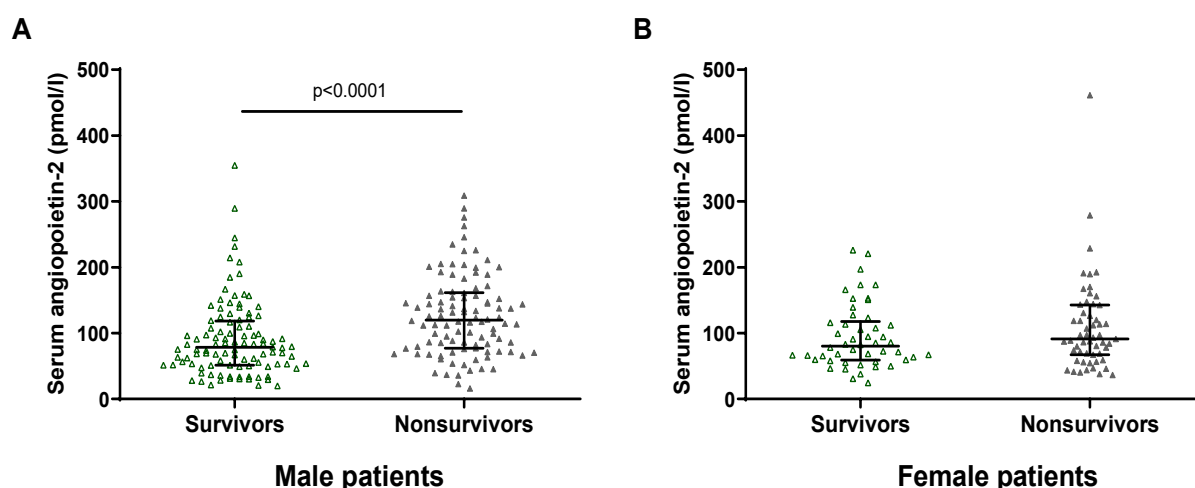 A
Serum angiopoietin-2 (pmol/l)
500
400
300
200
100
0
p<0.0001
Survivors
Nonsurvivors
Male patients
B
Serum angiopoietin-2 (pmol/l)
500
400
300
200
100
0
Survivors
Nonsurvivors
Female patients